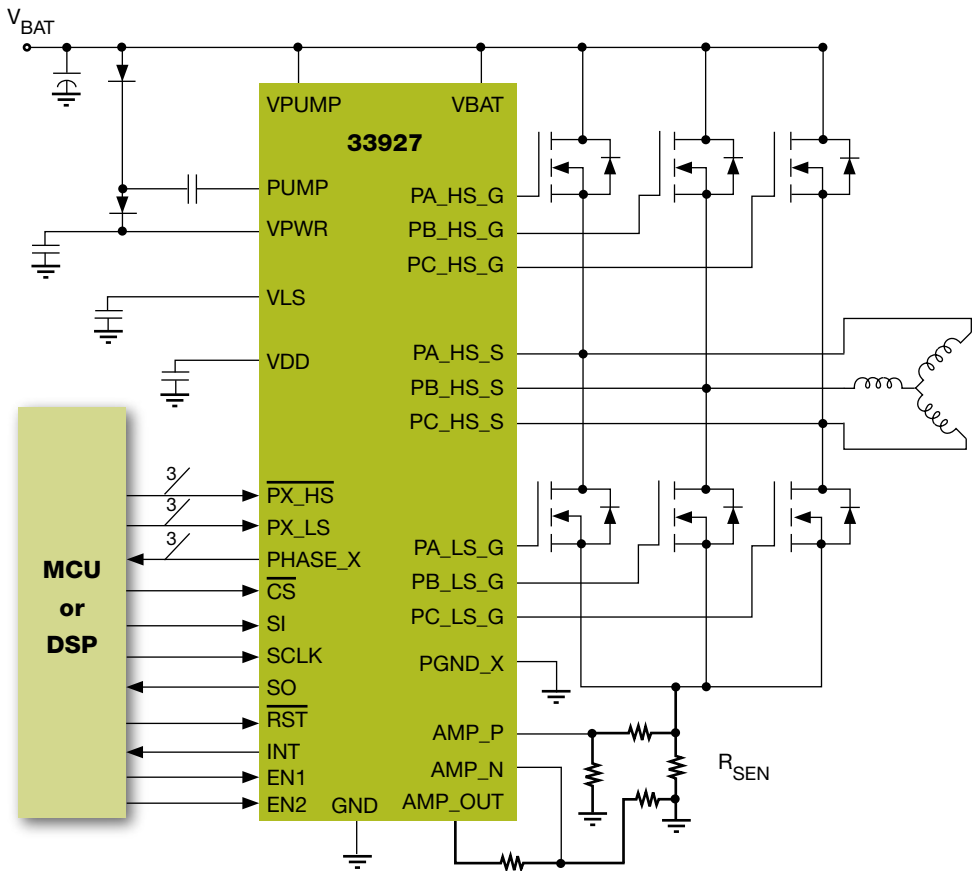 V_BAT
VPUMP
VBAT
33927
PUMP
VPWR
VLS
VDD
PA_HS_G
PB_HS_G
PC_HS_G
PA_HS_S
PB_HS_S
PC_HS_S
MCU
or
DSP
3
3
3
PX_HS
PX_LS
PHASE_X
CS
SI
SCLK
SO
RST
INT
EN1
EN2
GND
PA_LS_G
PB_LS_G
PC_LS_G
PGND_X
AMP_P
AMP_N
AMP_OUT
R_SEN